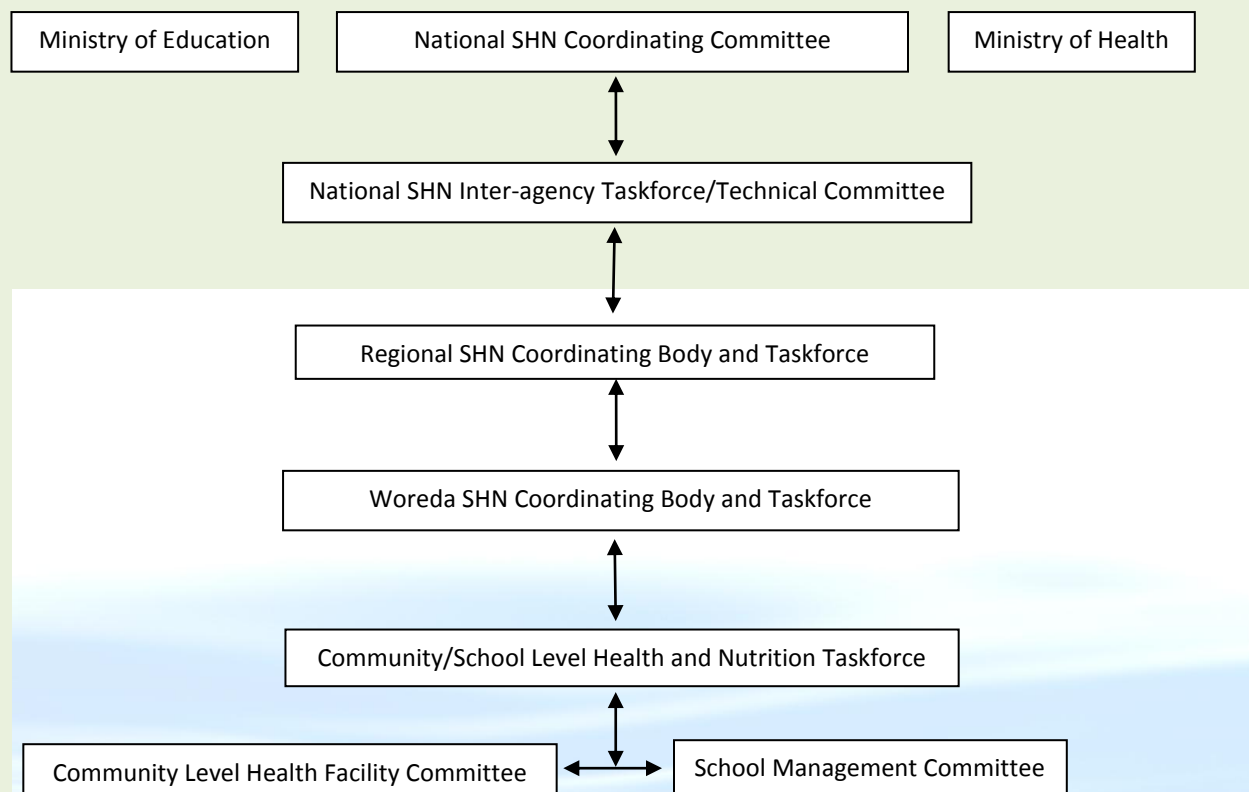 Ministry of Education
National SHN Coordinating Committee
Ministry of Health
National SHN Inter-agency Taskforce/Technical Committee
Regional SHN Coordinating Body and Taskforce
Woreda SHN Coordinating Body and Taskforce
Community/School Level Health and Nutrition Taskforce
Community Level Health Facility Committee
School Management Committee